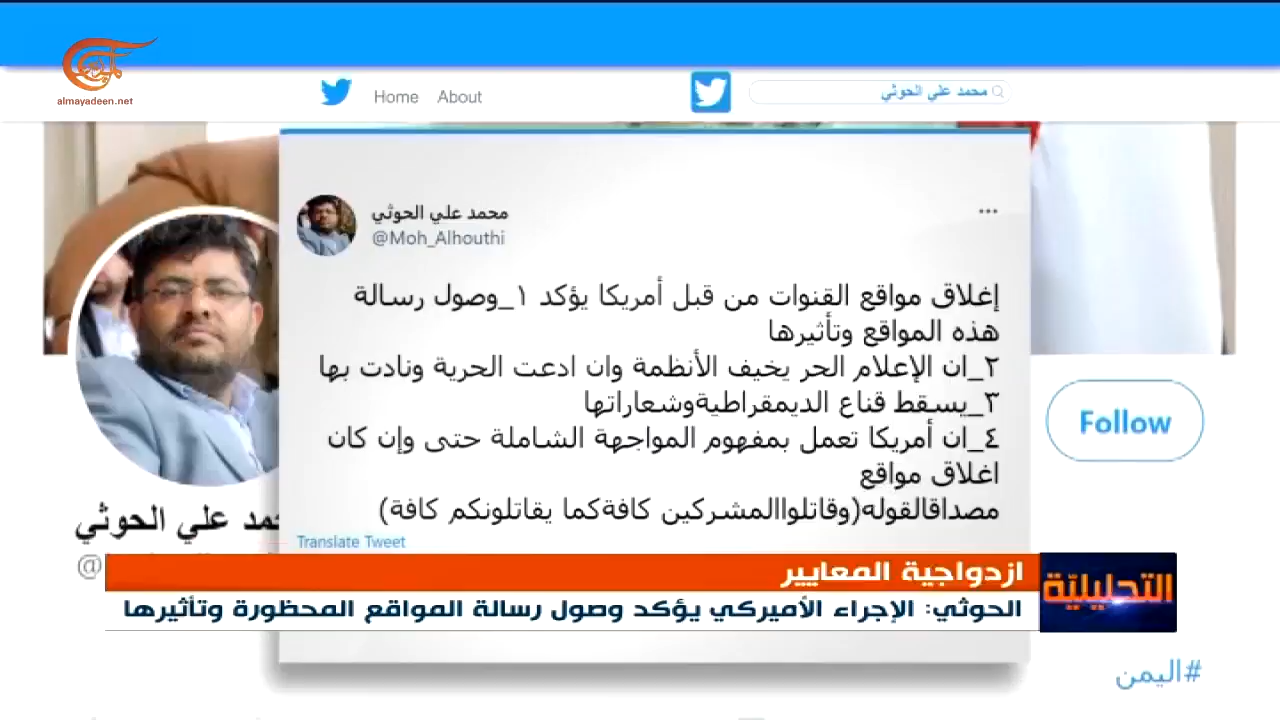 almayadeen.net
Home About
محمد علي الحوثي
محمد علي الحوثي
@Moh_Alhouthi
إغلاق مواقع القنوات من قبل أمريكا يؤكد ١_وصول رسالة
هذه المواقع وتأثيرها
٢_ان الإعلام الحر يخيف الأنظمة وان ادعت الحرية ونادت بها
٣_يسقط قناع الديمقراطيةوشعاراتها
٤_ان أمريكا تعمل بمفهوم المواجهة الشاملة حتى وإن كان
اغلاق مواقع
مصداقالقوله(وقاتلواالمشركين كافةكما يقاتلونكم كافة)
Translate Tweet
Follow
علي الحوثي
@
ازدواجية المعايير
التحليلية
الحوثي: الإجراء الأميركي يؤكد وصول رسالة المواقع المحظورة وتأثيرها
#اليمن